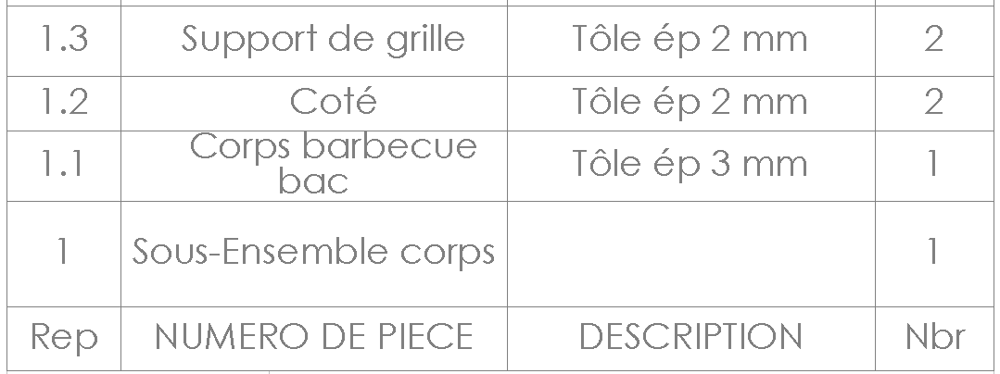 1.3 Support de grille Tôle ép 2 mm 2
1.2 Coté Tôle ép 2 mm 2
Corps barbecue
1.1 bac Tôle ép 3 mm 1
1 Sous-Ensemble corps 1
Rep NUMERO DE PIECE DESCRIPTION Nbr